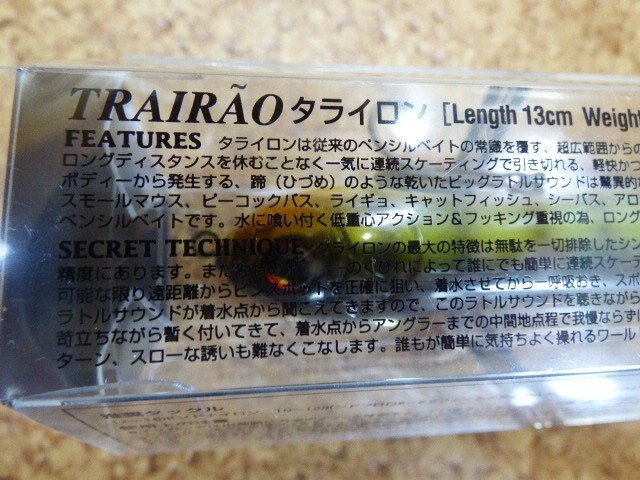 TRAIRÃO タライロン [Length 13cm Weight
FEATURES タライロンは従来のペンシルベイトの常識を覆す、超広範囲からの
ロングディスタンスを休むことなく一気に連続スケーティングで引き切れる、軽快かつ
ボディーから発生する、蹄（ひづめ）のような乾いたビッグラトルサウンドは驚異的
スモールマウス、ピーコックバス、ライギョ、キャットフィッシュ、シーバス、アロ
ペンシルベイトです。水に喰い付く低重心アクション＆フッキング重視の為、ロング
SECRET TECHNIQUE タライロンの最大の特徴は無駄を一切排除したシン
精度にあります。また のくびれによって誰にでも簡単に連続スケーテ
可能な限り遠距離からピンスポットを正確に狙い、着水させてから一呼吸おき、スポ
ラトルサウンドが着水点から聞こえてきますので、このラトルサウンドを聴きながら
苛立ちながら暫く付いてきて、着水点からアングラーまでの中間地点程で我慢ならずに
ターン、スローな誘いも難なくこなします。誰もが簡単に気持ちよく操れるワール